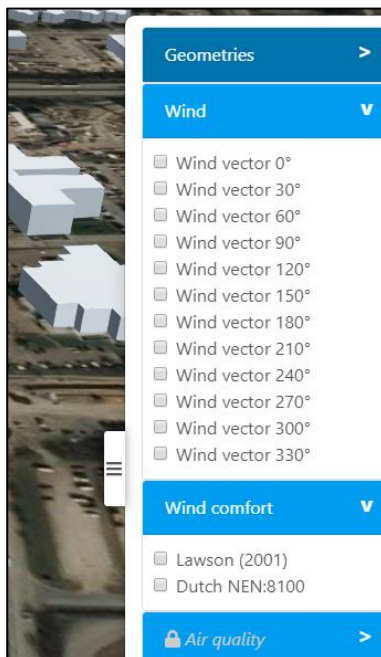 Geometries >
Wind v
Wind vector 0°
Wind vector 30°
Wind vector 60°
Wind vector 90°
Wind vector 120°
Wind vector 150°
Wind vector 180°
Wind vector 210°
Wind vector 240°
Wind vector 270°
Wind vector 300°
Wind vector 330°
Wind comfort v
Lawson (2001)
Dutch NEN:8100
Air quality >